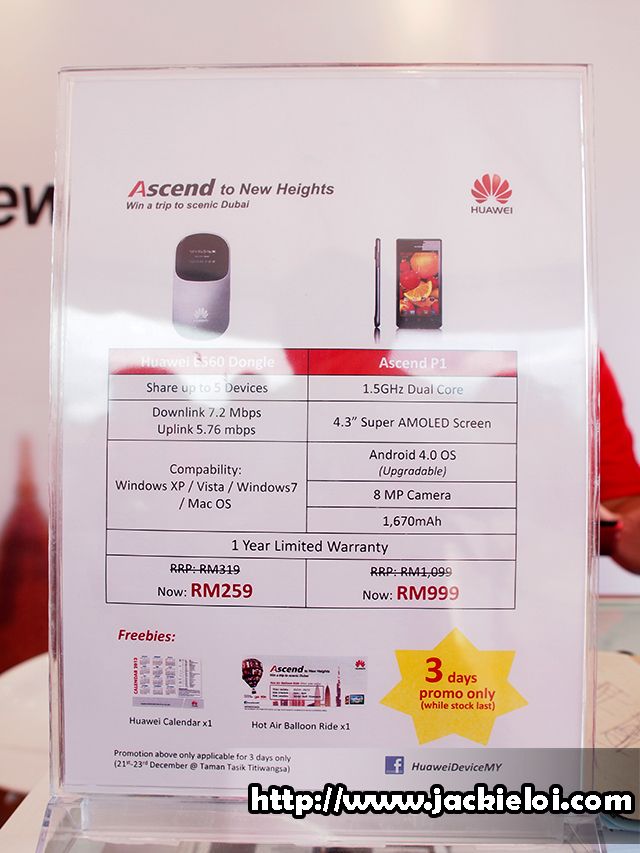 ew
Ascend to New Heights
Win a trip to scenic Dubai
HUAWEI
Huawei E560 Dongle
Ascend P1
Share up to 5 Devices
1.5GHz Dual Core
Downlink 7.2 Mbps
Uplink 5.76 mbps
4.3” Super AMOLED Screen
Compability:
Windows XP / Vista / Windows7
/ Mac OS
Android 4.0 OS
(Upgradable)
8 MP Camera
1,670mAh
1 Year Limited Warranty
RRP: RM319
Now: RM259
RRP: RM1,099
Now: RM999
Freebies:
Ascend to New Heights
Win a trip to scenic Dubai
3 days
promo only
(while stock last)
Huawei Calendar x1
Hot Air Balloon Ride x1
Promotion above only applicable for 3 days only
(21st-23rd December @ Taman Tasik Titiwangsa)
f HuaweiDeviceMY
http://www.jackieloi.com